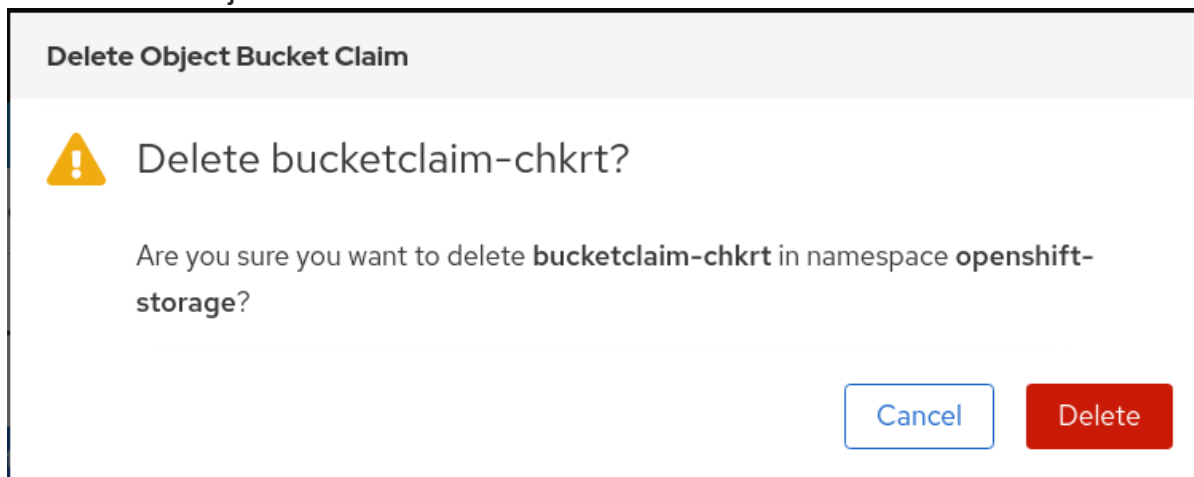 Delete Object Bucket Claim
Delete bucketclaim-chkrt?
Are you sure you want to delete bucketclaim-chkrt in namespace openshift-
storage?
Cancel
Delete